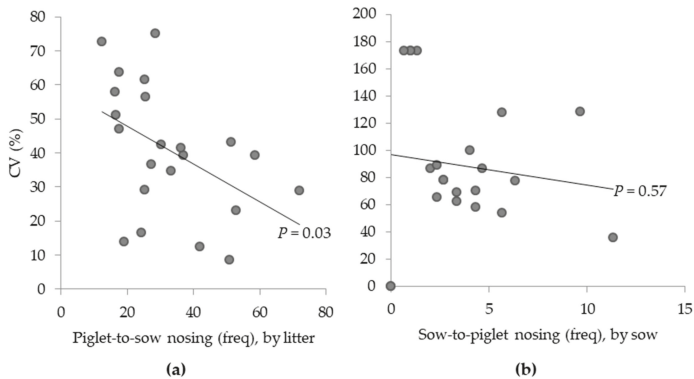 80
70
60
50
40
30
20
10
0
CV (%)
0 20 40 60 80
P = 0.03
Piglet-to-sow nosing (freq), by litter
(a)
200
180
160
140
120
100
80
60
40
20
0
0 5 10 15
P = 0.57
Sow-to-piglet nosing (freq), by sow
(b)